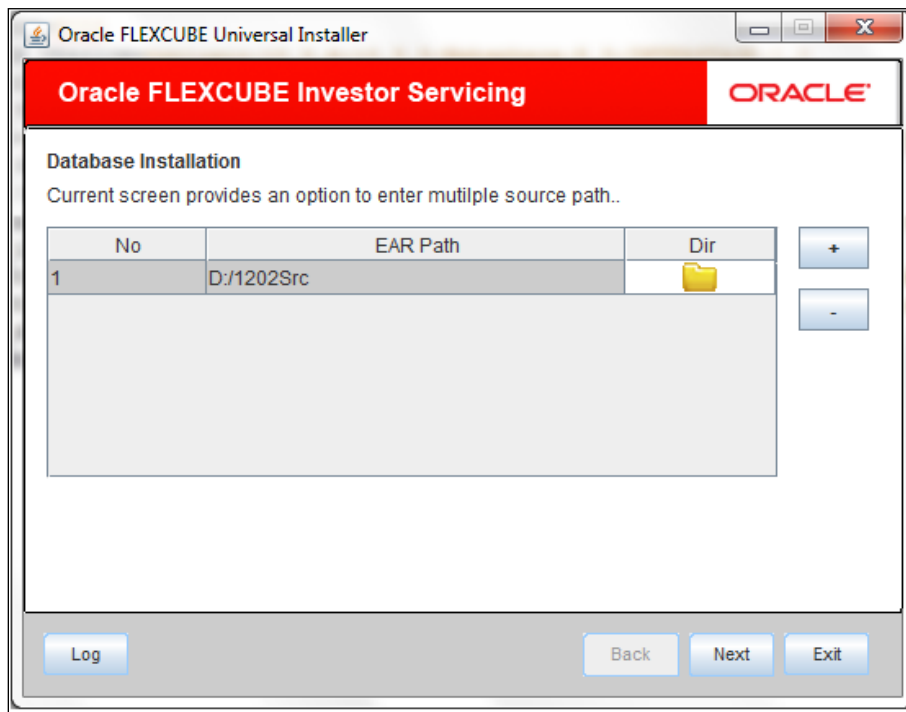 Oracle FLEXCUBE Universal Installer
Oracle FLEXCUBE Investor Servicing
ORACLE
Database Installation
Current screen provides an option to enter mutilple source path..
No EAR Path Dir
1 D:/1202Src
+
-
Log Back Next Exit